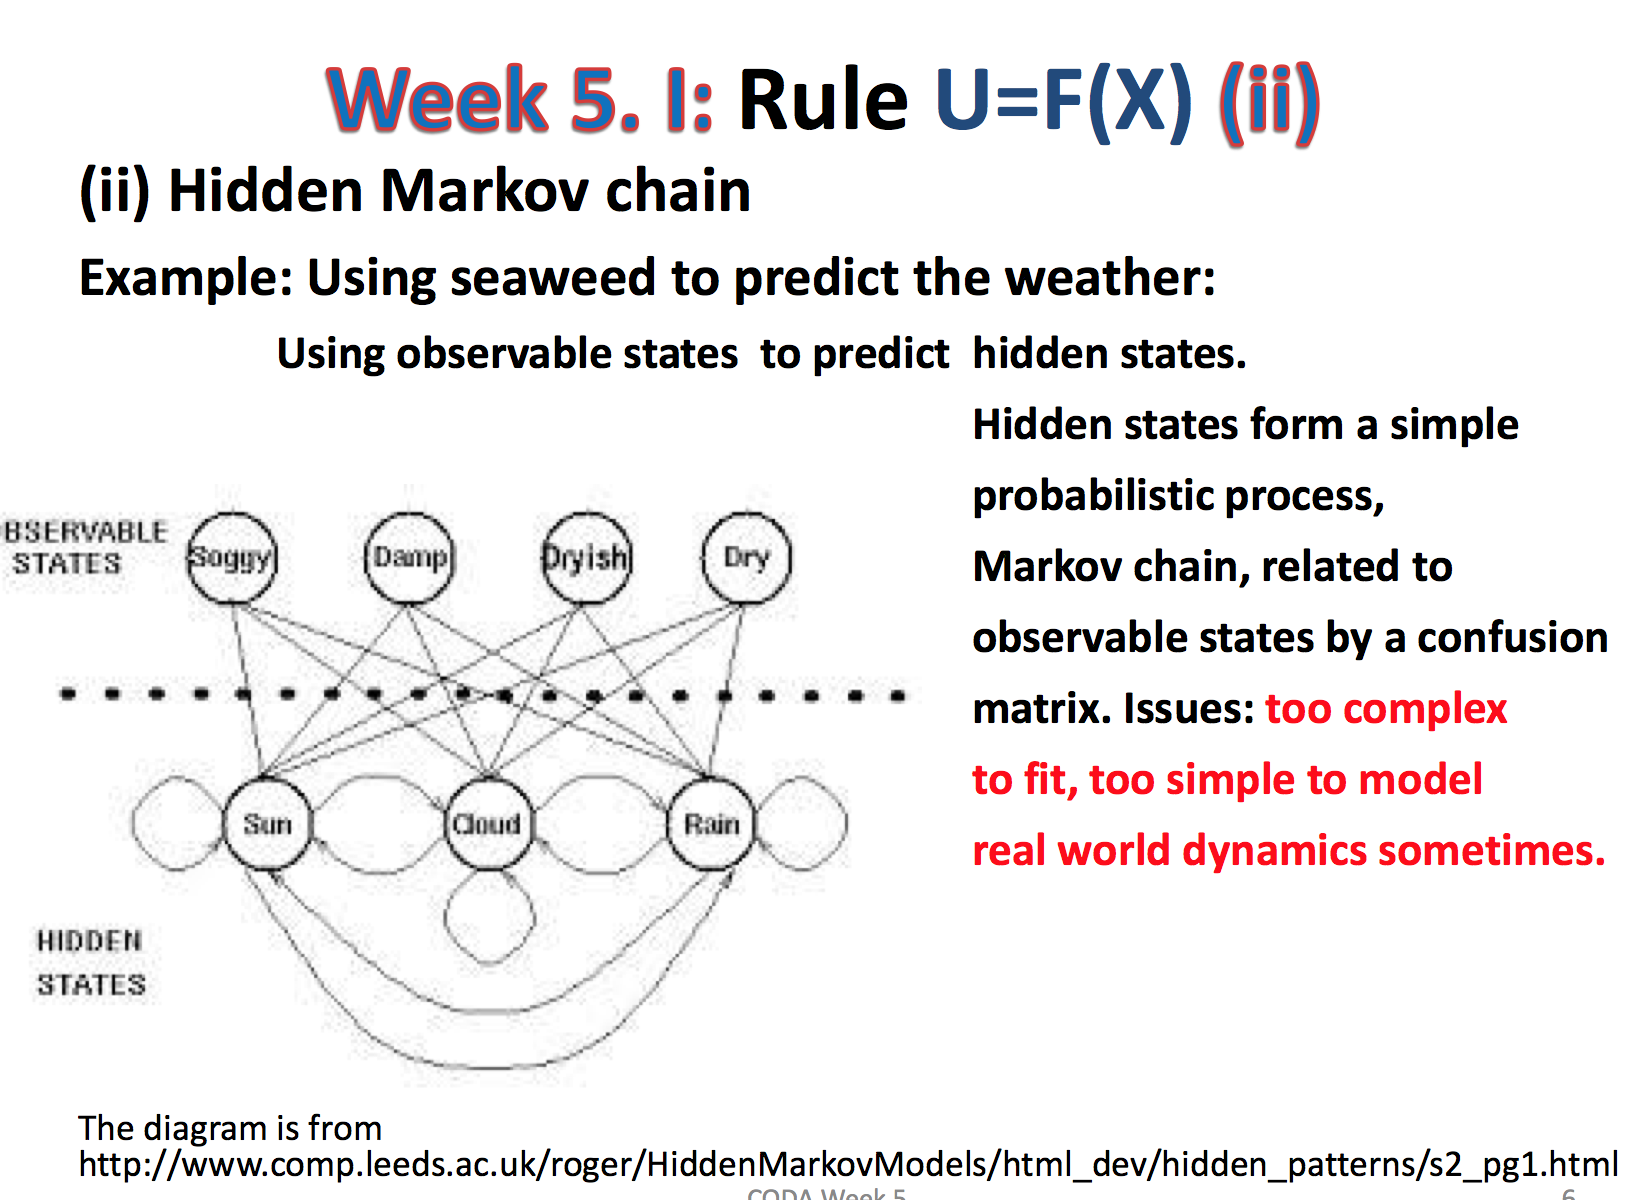 Week 5. I: Rule U=F(X) (ii)
(ii) Hidden Markov chain
Example: Using seaweed to predict the weather:
Using observable states to predict hidden states.
Hidden states form a simple
probabilistic process,
Markov chain, related to
observable states by a confusion
matrix. Issues: too complex
to fit, too simple to model
real world dynamics sometimes.
BSERVABLE
STATES
Soggy Damp Dryish Dry
Sun Cloud Rain
HIDDEN
STATES
The diagram is from
http://www.comp.leeds.ac.uk/roger/HiddenMarkovModels/html_dev/hidden_patterns/s2_pg1.html
CODA Week 5 6